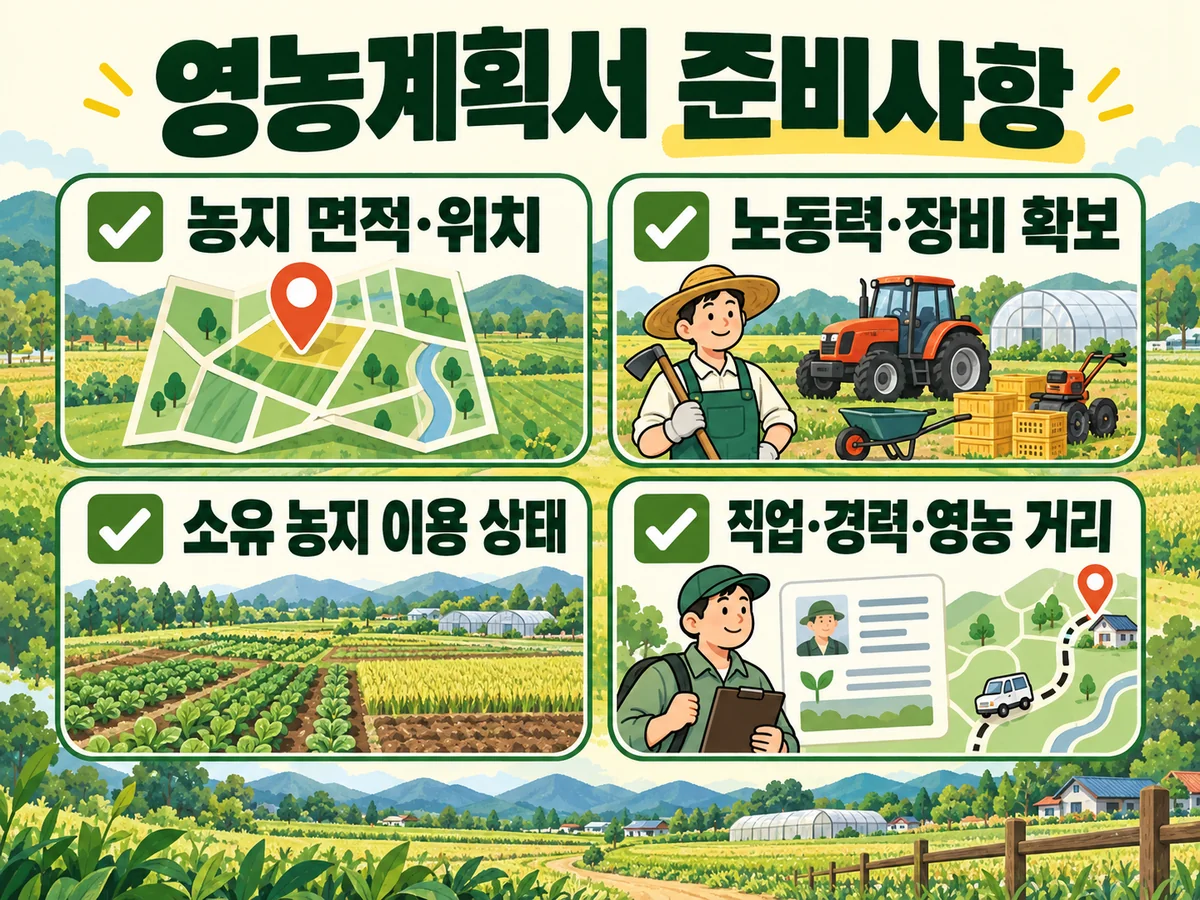 영농계획서 준비사항
농지 면적·위치
노동력·장비 확보
소유 농지 이용 상태
직업·경력·영농 거리